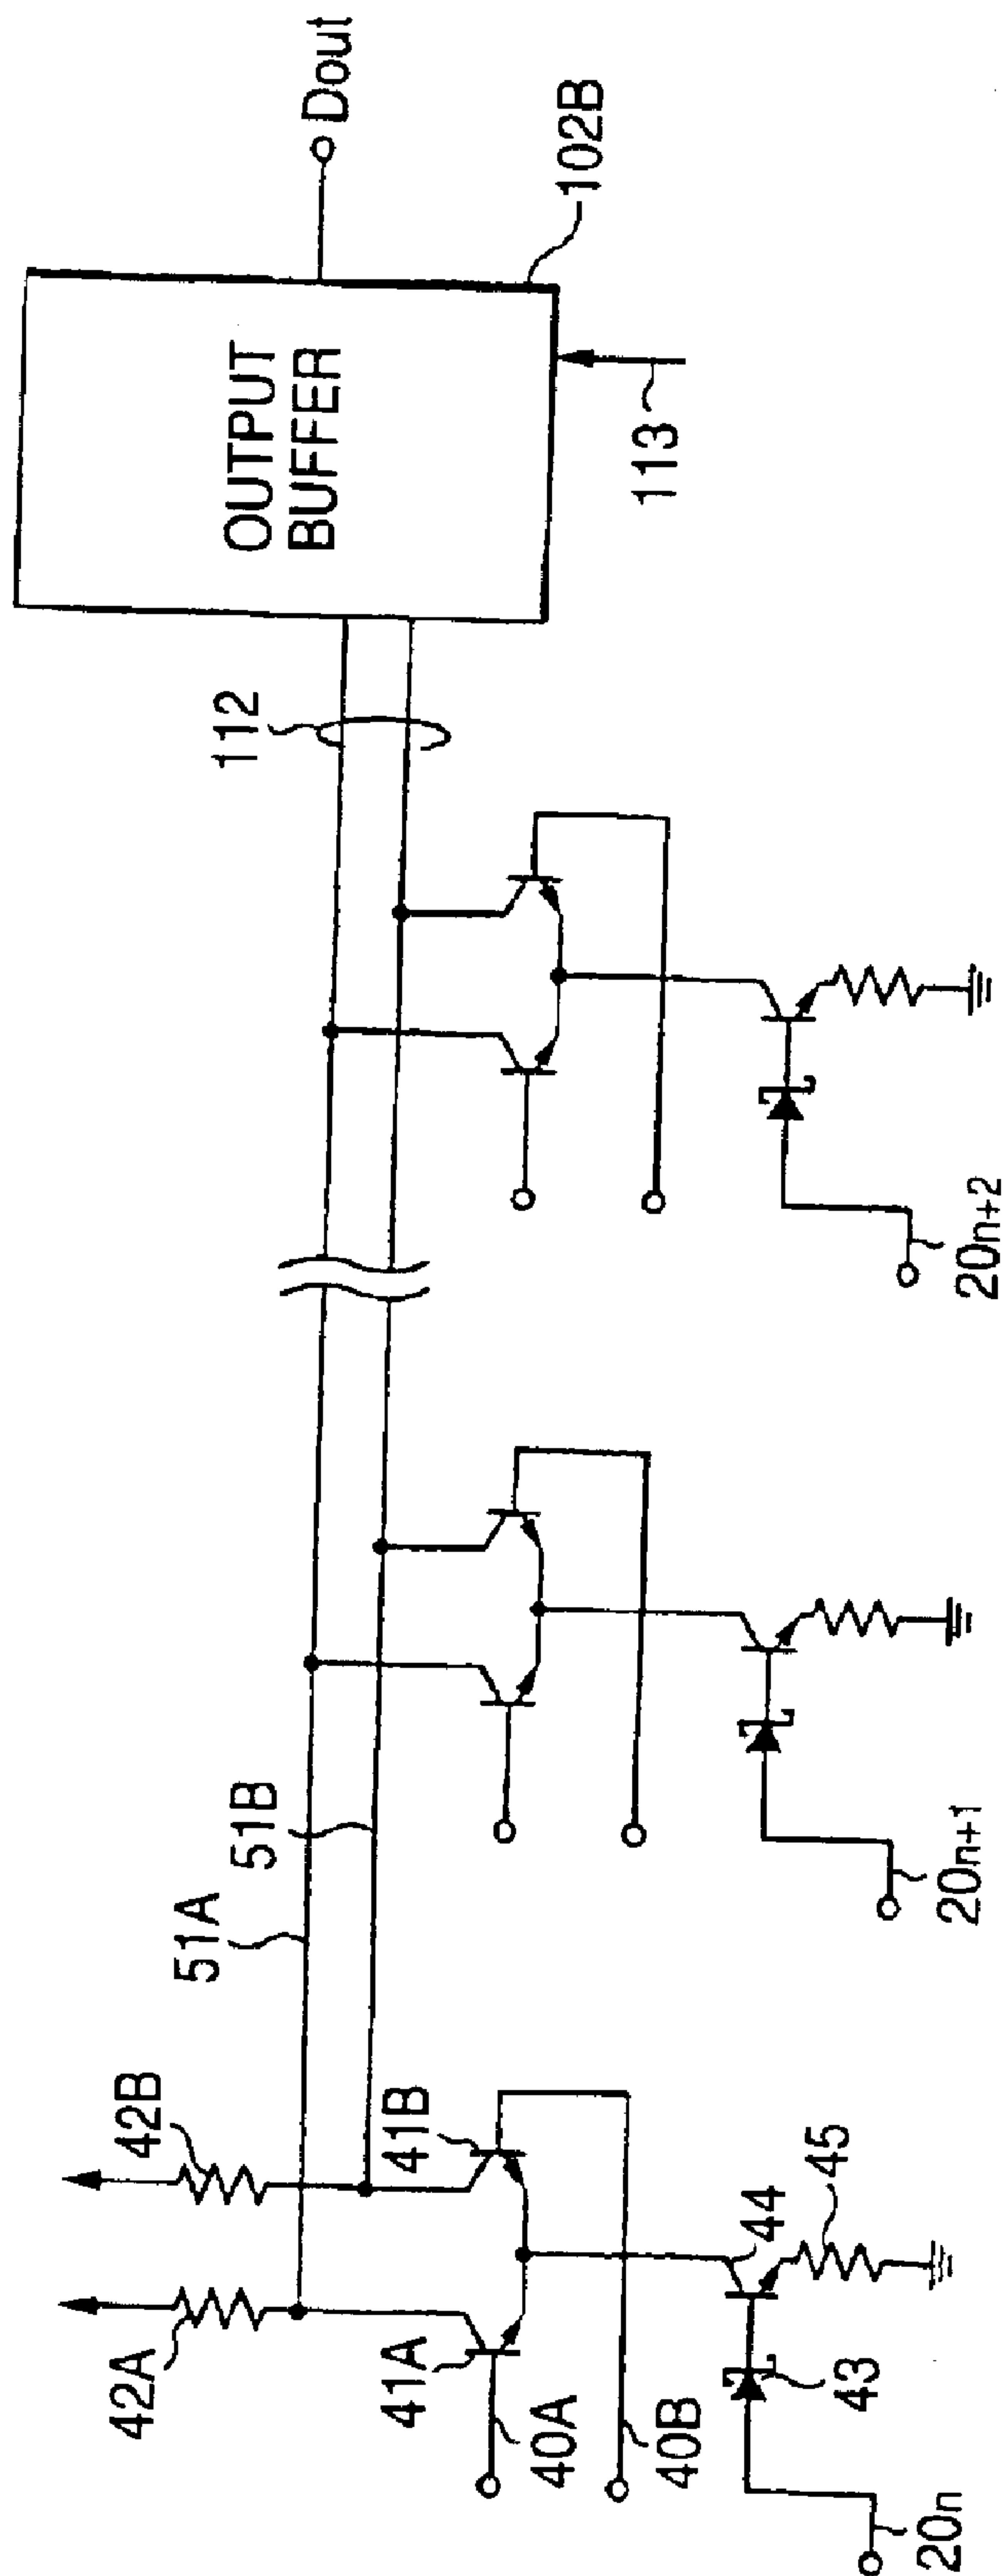 42A
42B
51A
51B
112
OUTPUT
BUFFER
Dout
102B
113
41A
41B
40A
40B
44
45
43
20n
20n+1
20n+2